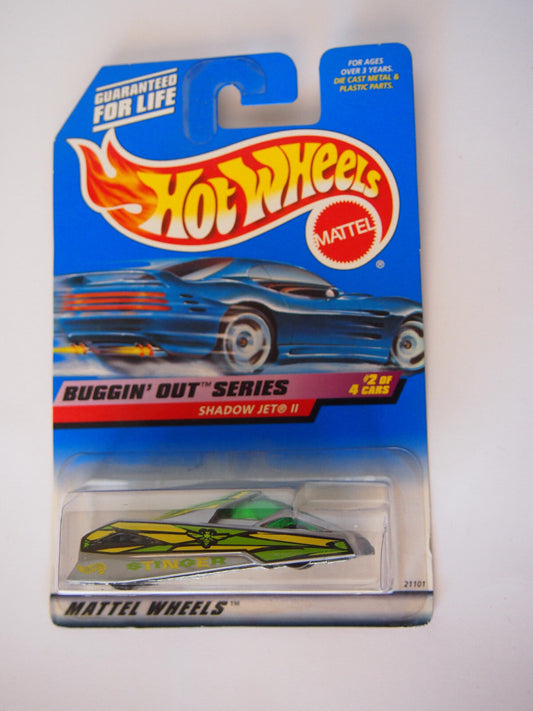 GUARANTEED
FOR LIFE
FOR AGES
OVER 3 YEARS.
DIE CAST METAL &
PLASTIC PARTS.
HOT WHEELS
MATTEL
®
BUGGIN' OUT™ SERIES
SHADOW JET® II
#2 OF
4 CARS
STINGER
21101
MATTEL WHEELS™